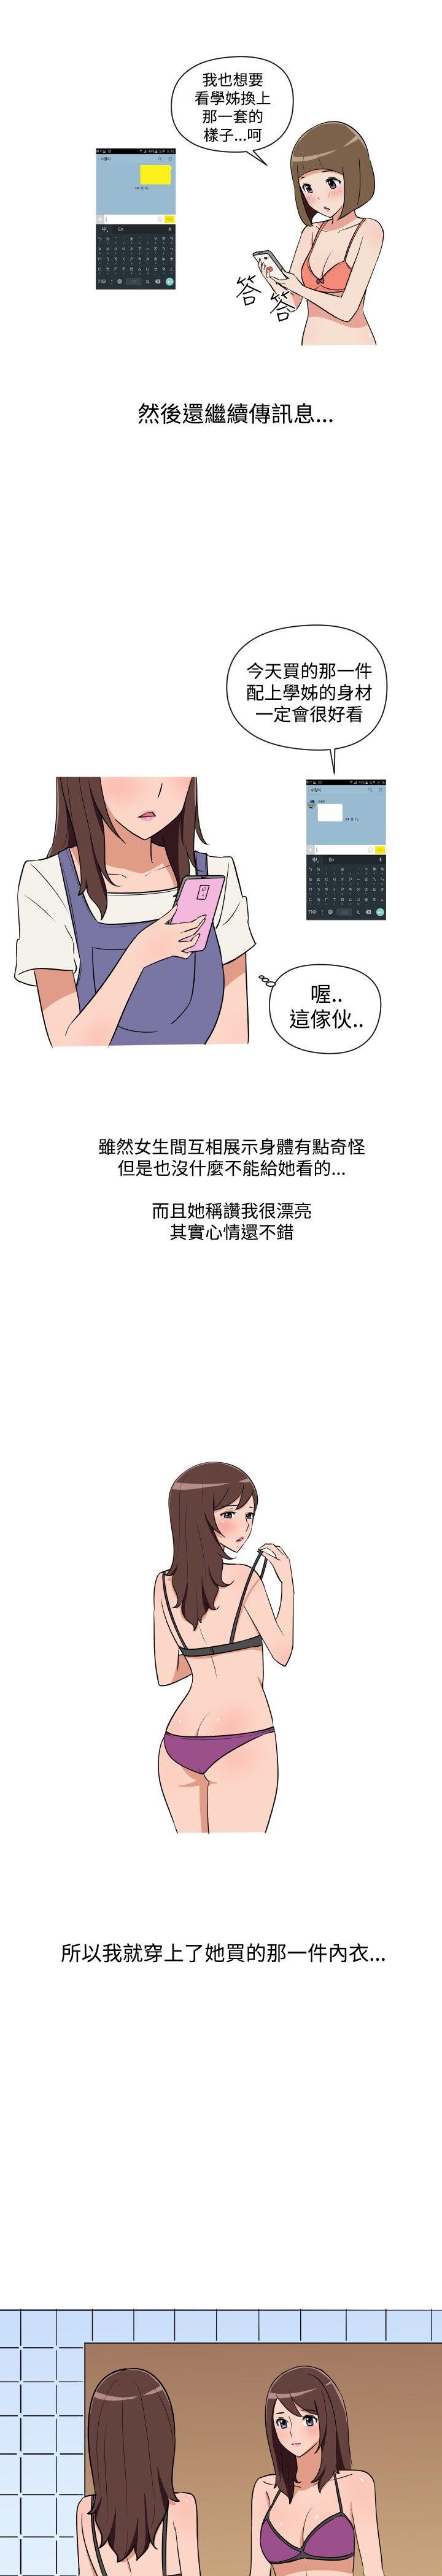 我也想要
看學姊換上
那一套的
樣子...呵
答
答
然後還繼續傳訊息...
今天買的那一件
配上學姊的身材
一定會很好看
喔..
這傢伙..
雖然女生間互相展示身體有點奇怪
但是也沒什麼不能給她看的...
而且她稱讚我很漂亮
其實心情還不錯
所以我就穿上了她買的那一件內衣...